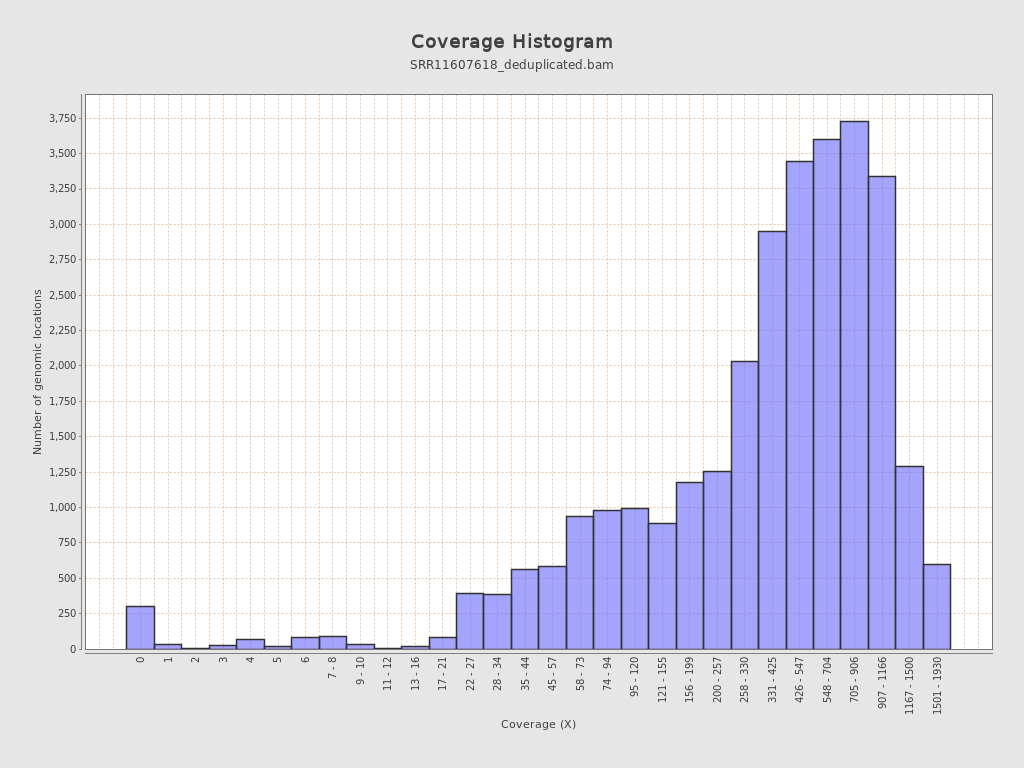 Coverage Histogram
SRR11607618_deduplicated.bam
Number of genomic locations
3,750
3,500
3,250
3,000
2,750
2,500
2,250
2,000
1,750
1,500
1,250
1,000
750
500
250
0
0
1
2
3
4
5
6
7 - 8
9 - 10
11 - 12
13 - 16
17 - 21
22 - 27
28 - 34
35 - 44
45 - 57
58 - 73
74 - 94
95 - 120
121 - 155
156 - 199
200 - 257
258 - 330
331 - 425
426 - 547
548 - 704
705 - 906
907 - 1166
1167 - 1500
1501 - 1930
Coverage (X)